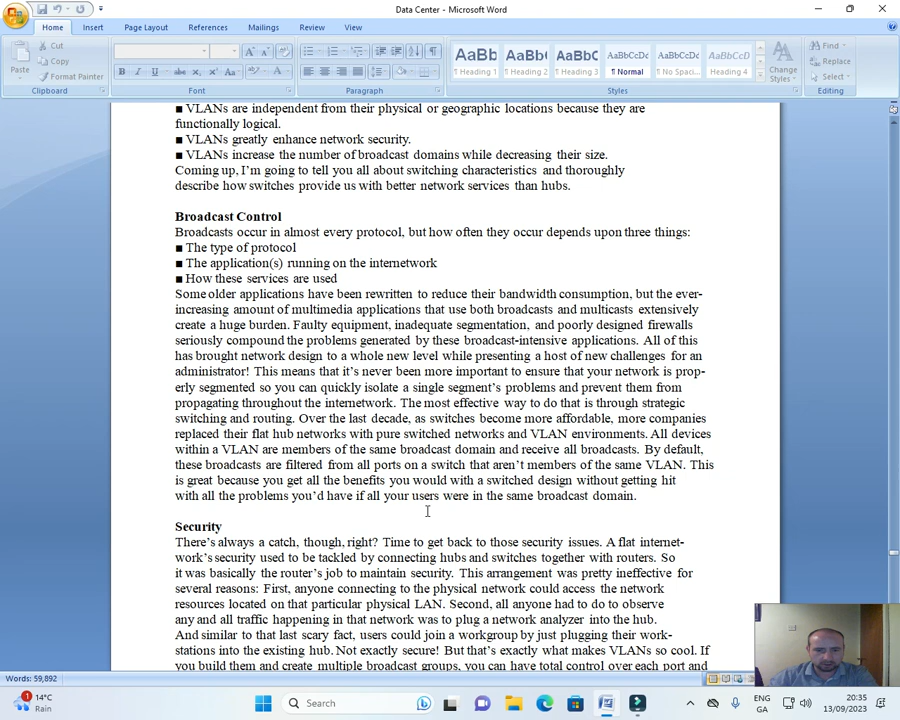 Data Center - Microsoft Word
Home Insert Page Layout References Mailings Review View
Paste
Cut
Copy
Format Painter
Clipboard
Font
Paragraph
AaBb AaBbC AaBbC AaBbCcDc AaBbCcDc AaBbCcD
Heading 1 Heading 2 Heading 3 ¶ Normal ¶ No Spaci... Heading 4
Change Styles
Styles
Find
Replace
Select
Editing
■ VLANs are independent from their physical or geographic locations because they are
functionally logical.
■ VLANs greatly enhance network security.
■ VLANs increase the number of broadcast domains while decreasing their size.
Coming up, I’m going to tell you all about switching characteristics and thoroughly
describe how switches provide us with better network services than hubs.
Broadcast Control
Broadcasts occur in almost every protocol, but how often they occur depends upon three things:
■ The type of protocol
■ The application(s) running on the internetwork
■ How these services are used
Some older applications have been rewritten to reduce their bandwidth consumption, but the ever-
increasing amount of multimedia applications that use both broadcasts and multicasts extensively
create a huge burden. Faulty equipment, inadequate segmentation, and poorly designed firewalls
seriously compound the problems generated by these broadcast-intensive applications. All of this
has brought network design to a whole new level while presenting a host of new challenges for an
administrator! This means that it’s never been more important to ensure that your network is prop-
erly segmented so you can quickly isolate a single segment’s problems and prevent them from
propagating throughout the internetwork. The most effective way to do that is through strategic
switching and routing. Over the last decade, as switches become more affordable, more companies
replaced their flat hub networks with pure switched networks and VLAN environments. All devices
within a VLAN are members of the same broadcast domain and receive all broadcasts. By default,
these broadcasts are filtered from all ports on a switch that aren’t members of the same VLAN. This
is great because you get all the benefits you would with a switched design without getting hit
with all the problems you’d have if all your users were in the same broadcast domain.
Security
There’s always a catch, though, right? Time to get back to those security issues. A flat internet-
work’s security used to be tackled by connecting hubs and switches together with routers. So
it was basically the router’s job to maintain security. This arrangement was pretty ineffective for
several reasons: First, anyone connecting to the physical network could access the network
resources located on that particular physical LAN. Second, all anyone had to do to observe
any and all traffic happening in that network was to plug a network analyzer into the hub.
And similar to that last scary fact, users could join a workgroup by just plugging their work-
stations into the existing hub. Not exactly secure! But that’s exactly what makes VLANs so cool. If
you build them and create multiple broadcast groups, you can have total control over each port and
Words: 59,892
1
14°C
Rain
Search
ENG
GA
20:35
13/09/2023